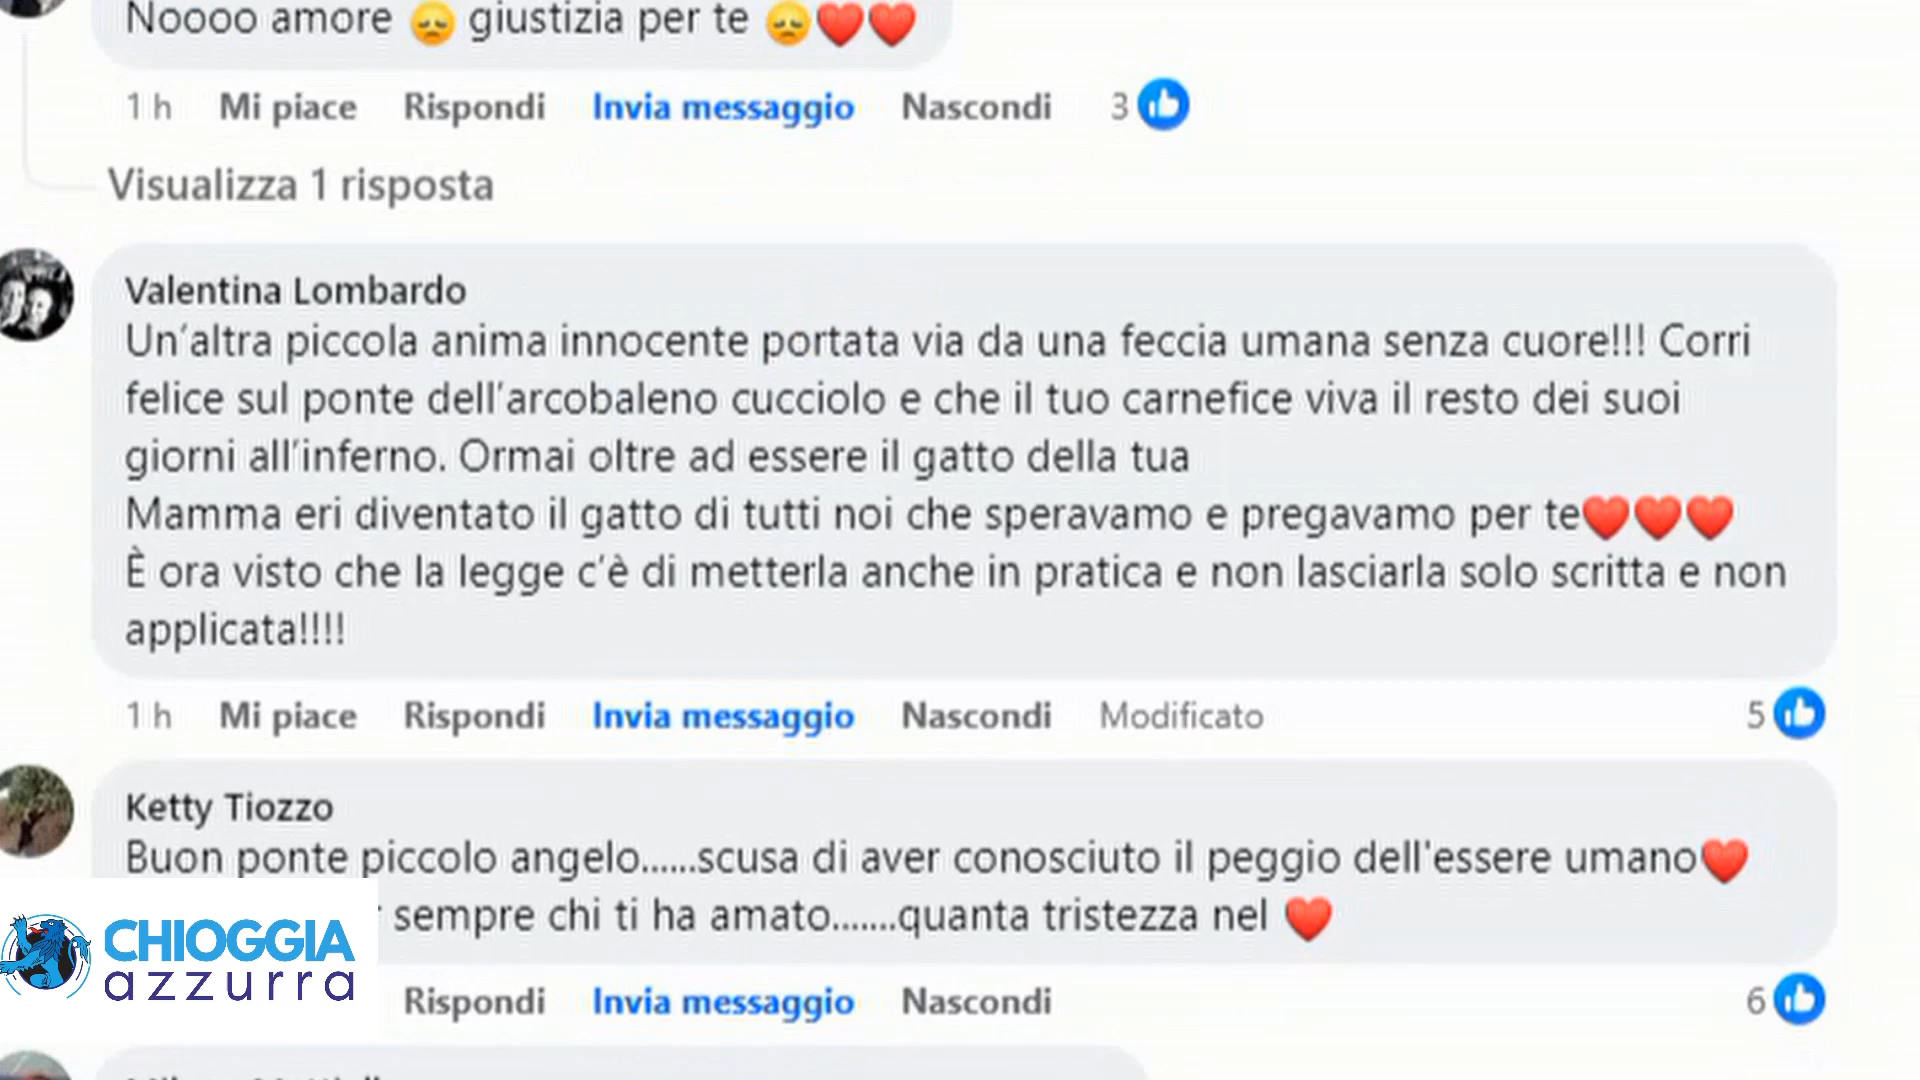 Noooo amore 😞 giustizia per te 😞❤️❤️
1 h Mi piace Rispondi Invia messaggio Nascondi 3
Visualizza 1 risposta
Valentina Lombardo
Un'altra piccola anima innocente portata via da una feccia umana senza cuore!!! Corri
felice sul ponte dell'arcobaleno cucciolo e che il tuo carnefice viva il resto dei suoi
giorni all'inferno. Ormai oltre ad essere il gatto della tua
Mamma eri diventato il gatto di tutti noi che speravamo e pregavamo per te❤️❤️❤️
È ora visto che la legge c'è di metterla anche in pratica e non lasciarla solo scritta e non
applicata!!!!
1 h Mi piace Rispondi Invia messaggio Nascondi Modificato 5
Ketty Tiozzo
Buon ponte piccolo angelo......scusa di aver conosciuto il peggio dell'essere umano❤️
sempre chi ti ha amato.......quanta tristezza nel ❤️
Rispondi Invia messaggio Nascondi 6
CHIOGGIA
azzurra